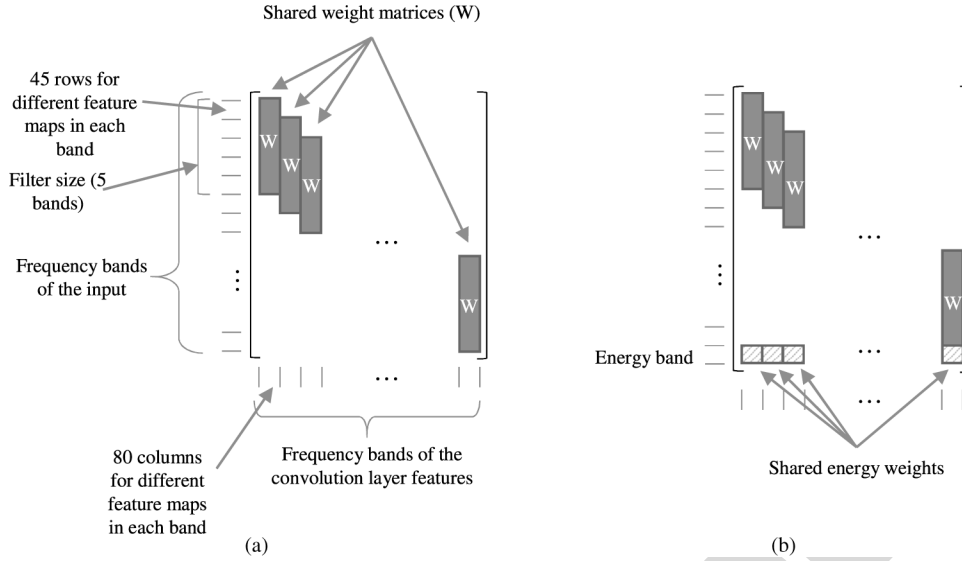 Shared weight matrices (W)
45 rows for
different feature
maps in each
band
Filter size (5
bands)
W
W
W
...
Frequency bands
of the input
...
W
...
80 columns
for different
feature maps
in each band
Frequency bands of the
convolution layer features
(a)
W
W
W
...
...
W
Energy band
...
...
Shared energy weights
(b)